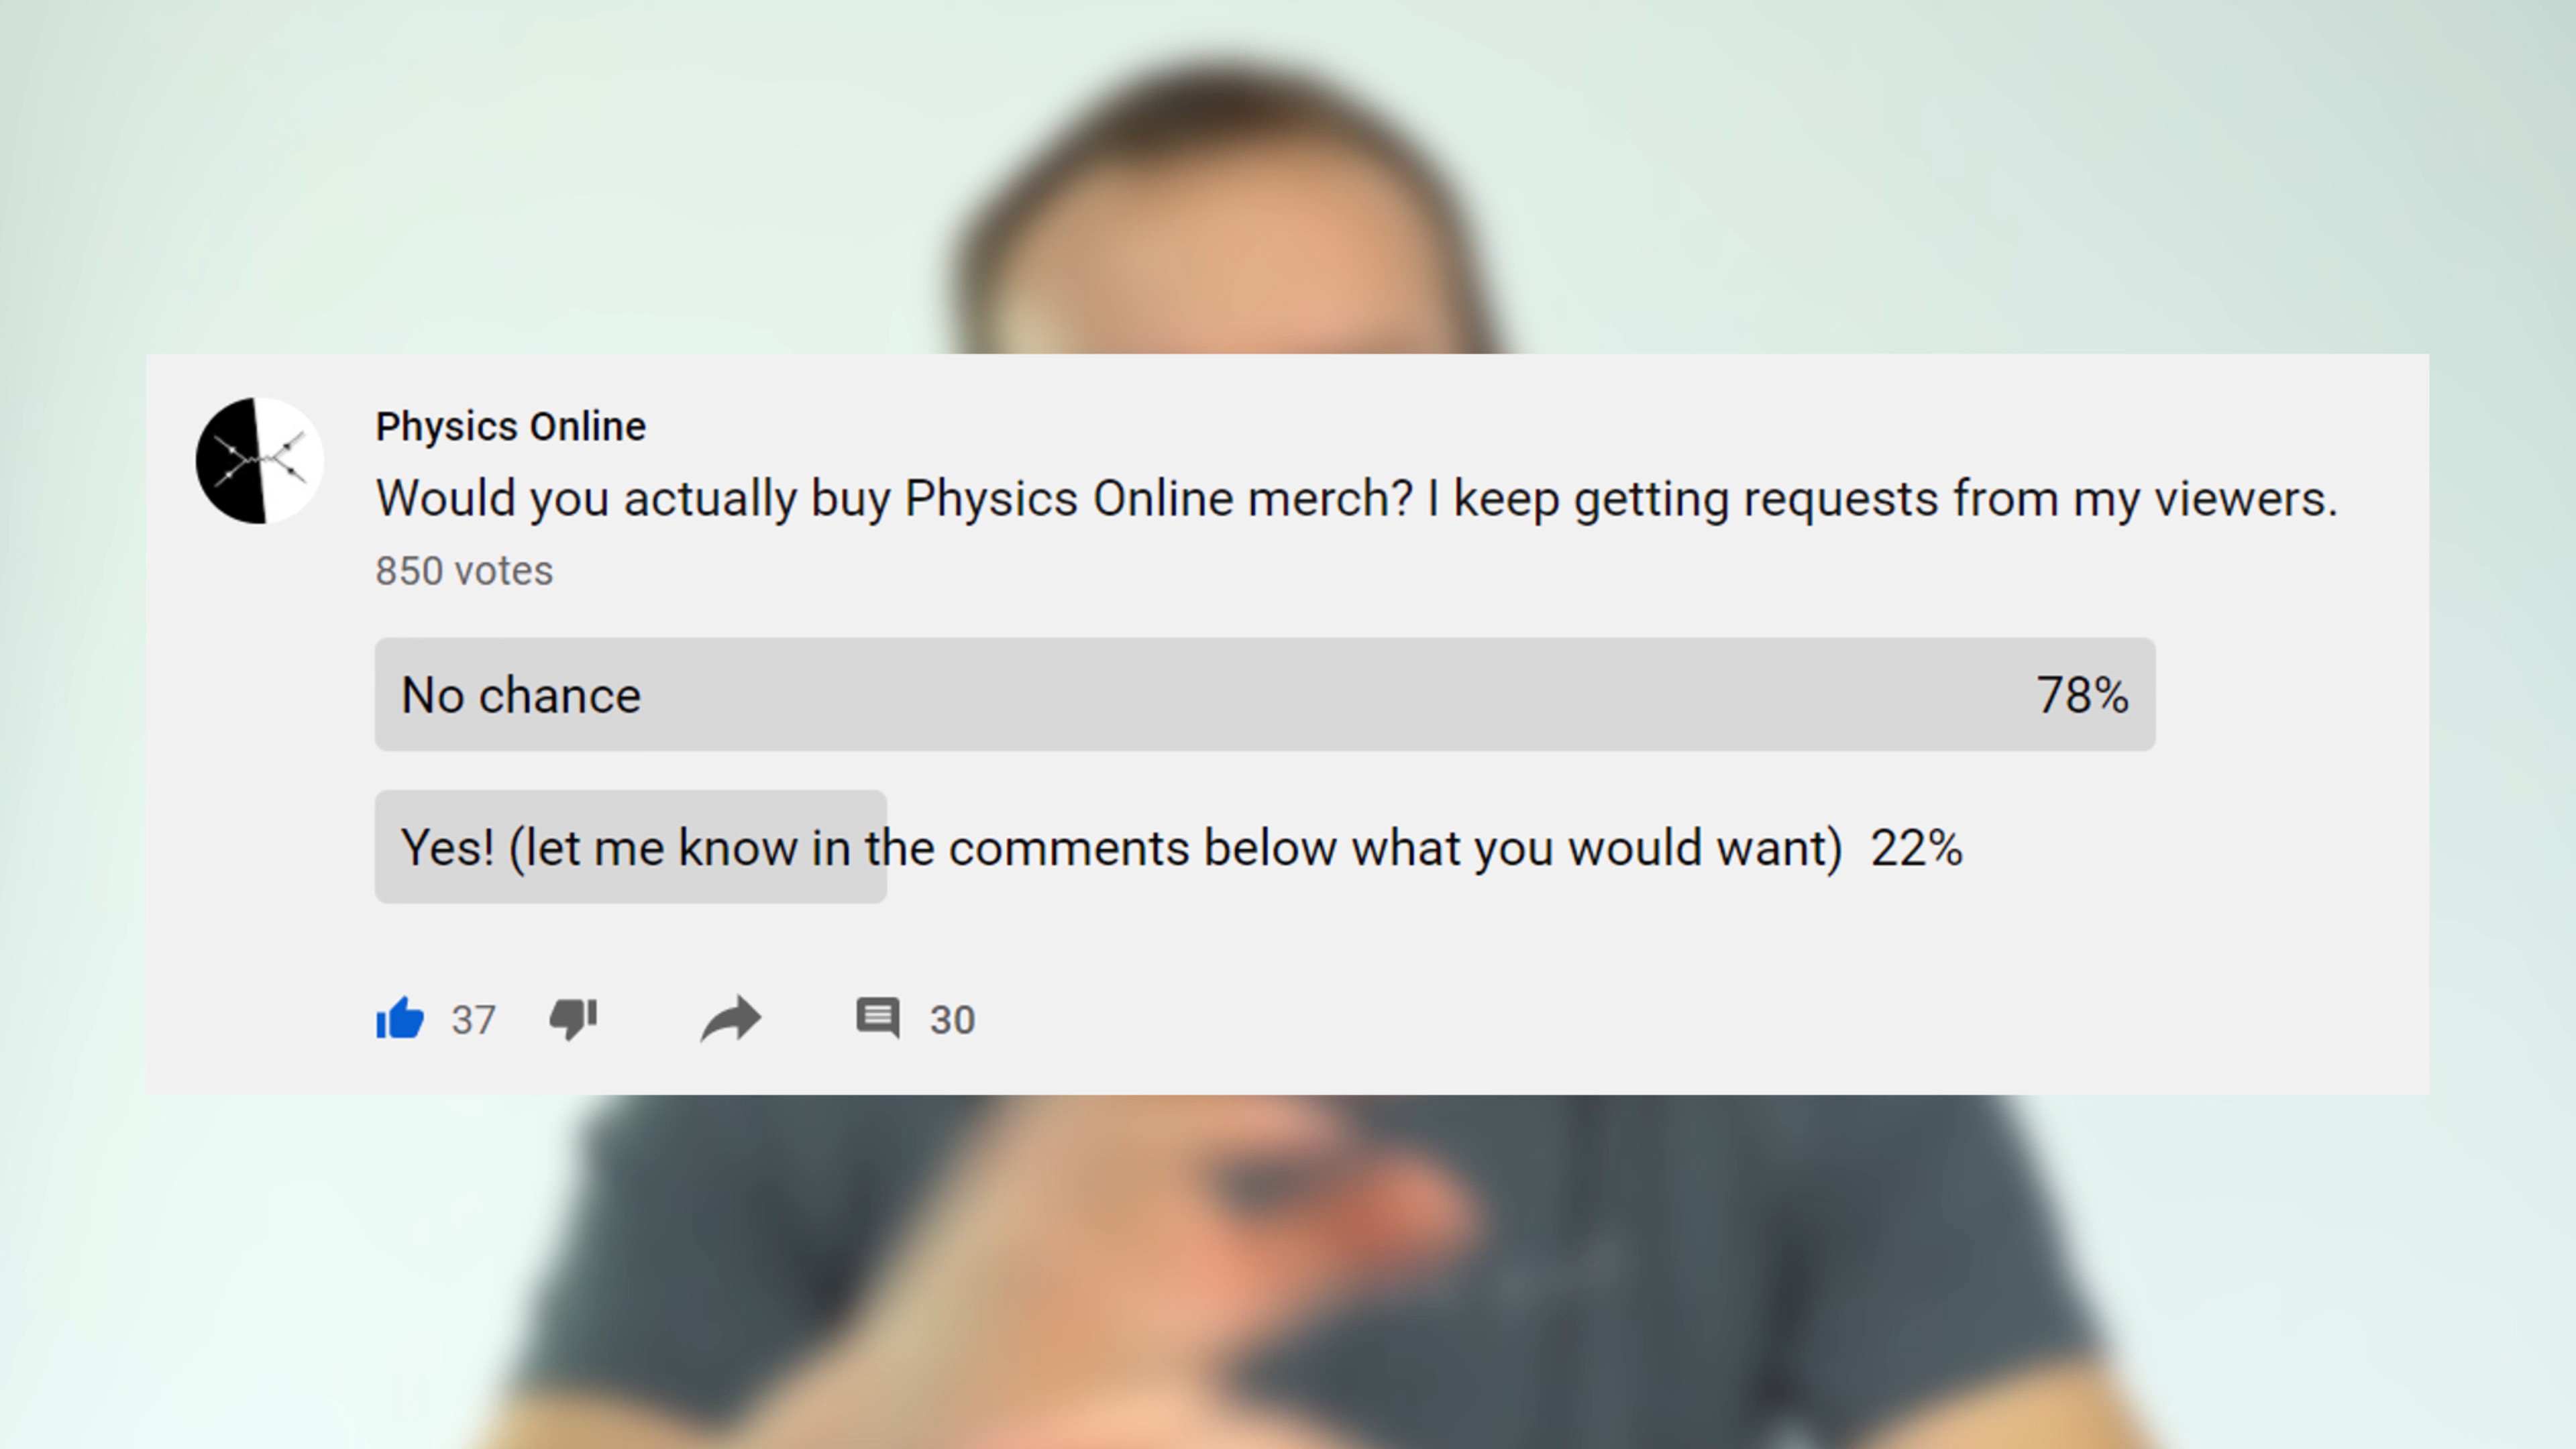 Physics Online
Would you actually buy Physics Online merch? I keep getting requests from my viewers.
850 votes
No chance 78%
Yes! (let me know in the comments below what you would want) 22%
37 30